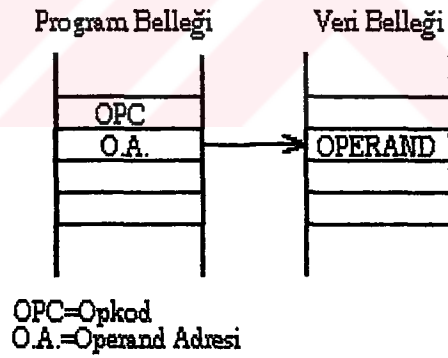 Program Belleği Veri Belleği
OPC
O.A. OPERAND
OPC=Opkod
O.A.=Operand Adresi